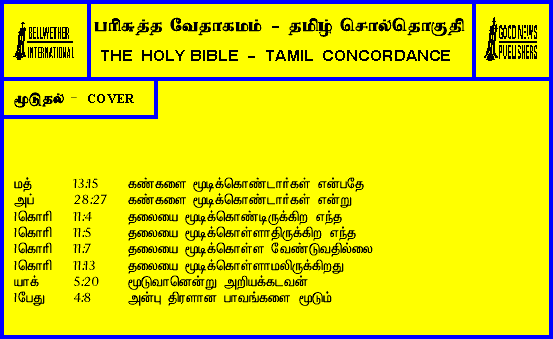 BELLWETHER
INTERNATIONAL
பரிசுத்த வேதாகமம் - தமிழ் சொல்தொகுதி
THE HOLY BIBLE - TAMIL CONCORDANCE
GOOD NEWS
PUBLISHERS
மூடுதல் - COVER
மத் 13:15 கண்களை மூடிக்கொண்டார்கள் என்பதே
அப் 28:27 கண்களை மூடிக்கொண்டார்கள் என்று
1கொரி 11:4 தலையை மூடிக்கொண்டிருக்கிற எந்த
1கொரி 11:5 தலையை மூடிக்கொள்ளாதிருக்கிற எந்த
1கொரி 11:7 தலையை மூடிக்கொள்ள வேண்டுவதில்லை
1கொரி 11:13 தலையை மூடிக்கொள்ளாமலிருக்கிறது
யாக் 5:20 மூடுவானென்று அறியக்கடவன்
1பேது 4:8 அன்பு திரளான பாவங்களை மூடும்